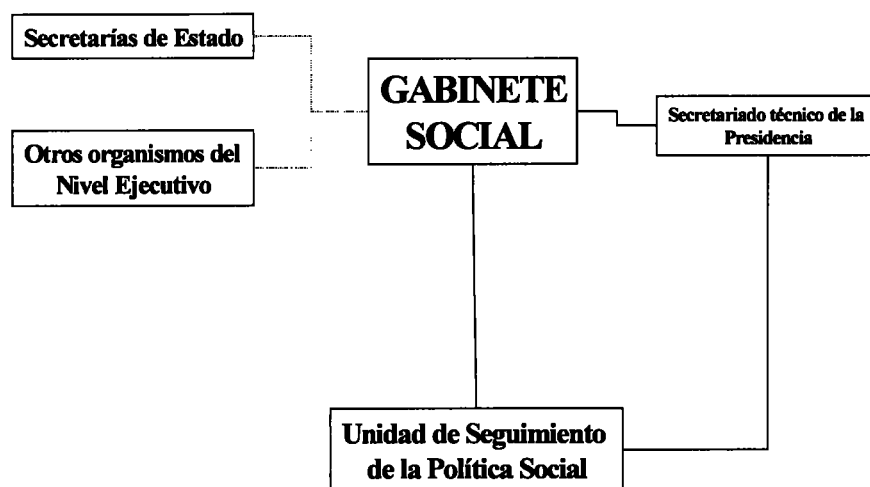 Secretarías de Estado
GABINETE
SOCIAL
Secretariado técnico de la
Presidencia
Otros organismos del
Nivel Ejecutivo
Unidad de Seguimiento
de la Política Social